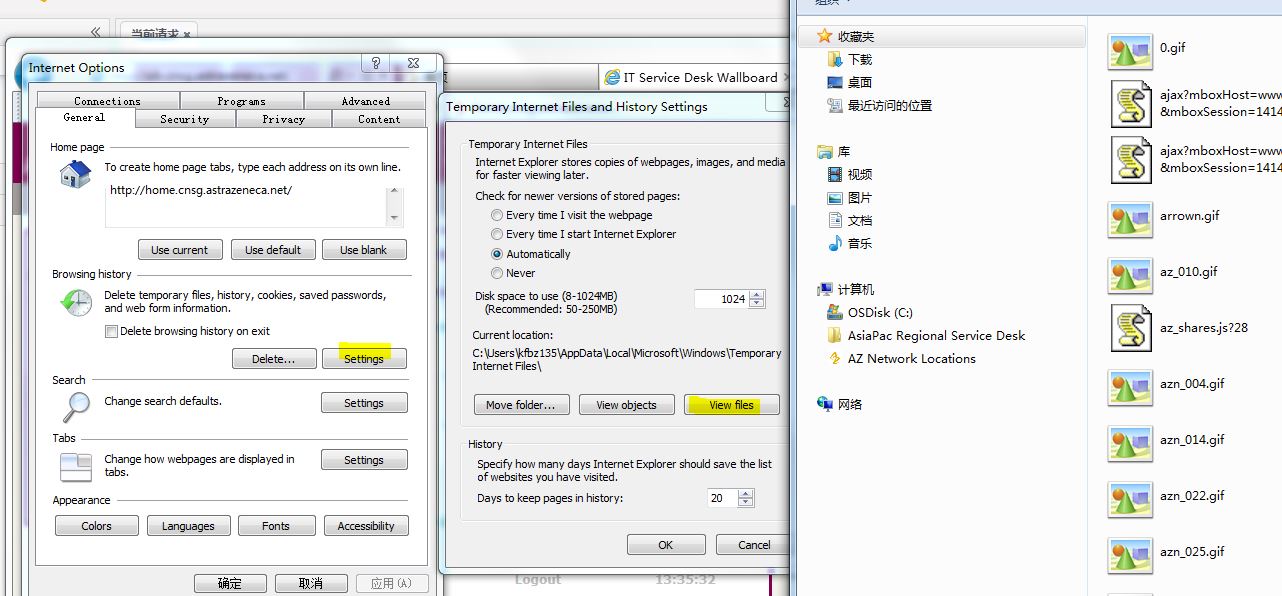 组织
当前请求
Internet Options
IT Service Desk Wallboard
Connections
Programs
Advanced
General
Security
Privacy
Content
Home page
To create home page tabs, type each address on its own line.
http://home.cnsg.astrazeneca.net/
Use current
Use default
Use blank
Browsing history
Delete temporary files, history, cookies, saved passwords,
and web form information.
Delete browsing history on exit
Delete...
Settings
Search
Change search defaults.
Settings
Tabs
Change how webpages are displayed in
tabs.
Settings
Appearance
Colors
Languages
Fonts
Accessibility
确定
取消
应用(A)
Temporary Internet Files and History Settings
Temporary Internet Files
Internet Explorer stores copies of webpages, images, and media
for faster viewing later.
Check for newer versions of stored pages:
Every time I visit the webpage
Every time I start Internet Explorer
Automatically
Never
Disk space to use (8-1024MB)
(Recommended: 50-250MB)
1024
Current location:
C:\Users\kfbz135\AppData\Local\Microsoft\Windows\Temporary
Internet Files\
Move folder...
View objects
View files
History
Specify how many days Internet Explorer should save the list
of websites you have visited.
Days to keep pages in history:
20
OK
Cancel
Logout
13:35:32
收藏夹
下载
桌面
最近访问的位置
库
视频
图片
文档
音乐
计算机
OSDisk (C:)
AsiaPac Regional Service Desk
AZ Network Locations
网络
0.gif
ajax?mboxHost=www
&mboxSession=1414
ajax?mboxHost=www
&mboxSession=1414
arrown.gif
az_010.gif
az_shares.js?28
azn_004.gif
azn_014.gif
azn_022.gif
azn_025.gif